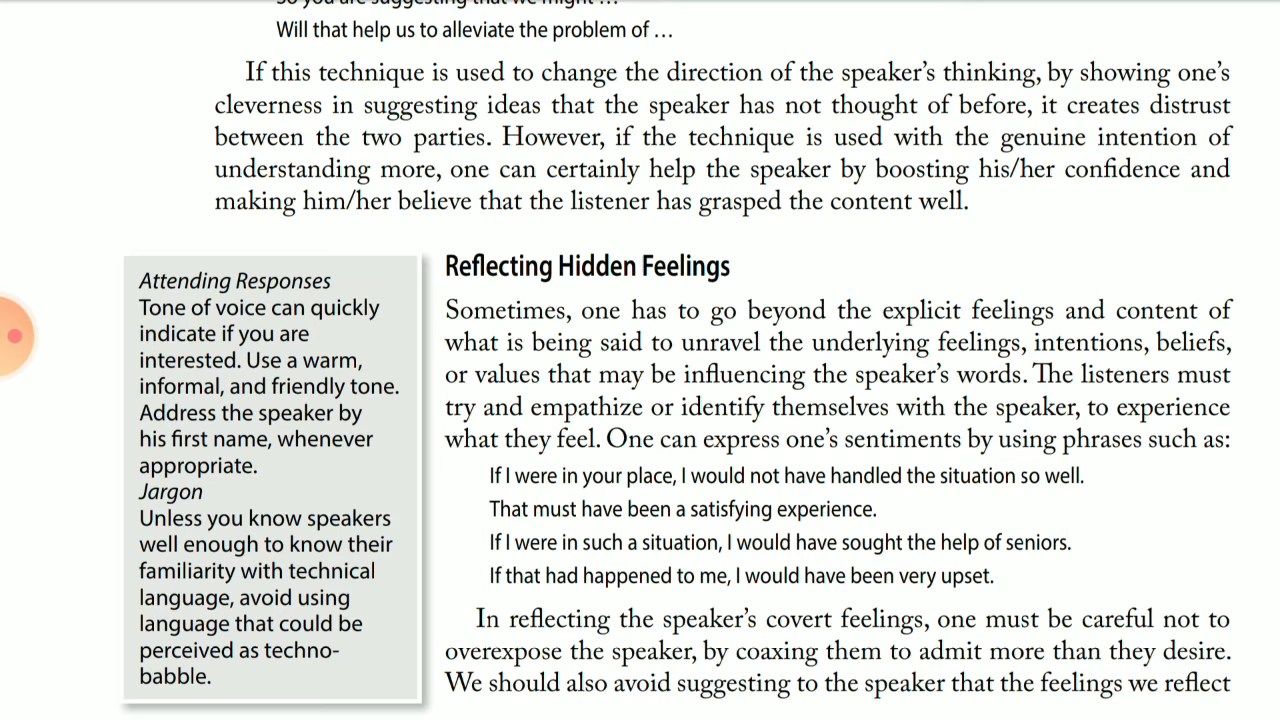 So you are suggesting that we might …
Will that help us to alleviate the problem of …
If this technique is used to change the direction of the speaker’s thinking, by showing one’s
cleverness in suggesting ideas that the speaker has not thought of before, it creates distrust
between the two parties. However, if the technique is used with the genuine intention of
understanding more, one can certainly help the speaker by boosting his/her confidence and
making him/her believe that the listener has grasped the content well.
Attending Responses
Tone of voice can quickly
indicate if you are
interested. Use a warm,
informal, and friendly tone.
Address the speaker by
his first name, whenever
appropriate.
Jargon
Unless you know speakers
well enough to know their
familiarity with technical
language, avoid using
language that could be
perceived as techno-
babble.
Reflecting Hidden Feelings
Sometimes, one has to go beyond the explicit feelings and content of
what is being said to unravel the underlying feelings, intentions, beliefs,
or values that may be influencing the speaker’s words. The listeners must
try and empathize or identify themselves with the speaker, to experience
what they feel. One can express one’s sentiments by using phrases such as:
If I were in your place, I would not have handled the situation so well.
That must have been a satisfying experience.
If I were in such a situation, I would have sought the help of seniors.
If that had happened to me, I would have been very upset.
In reflecting the speaker’s covert feelings, one must be careful not to
overexpose the speaker, by coaxing them to admit more than they desire.
We should also avoid suggesting to the speaker that the feelings we reflect